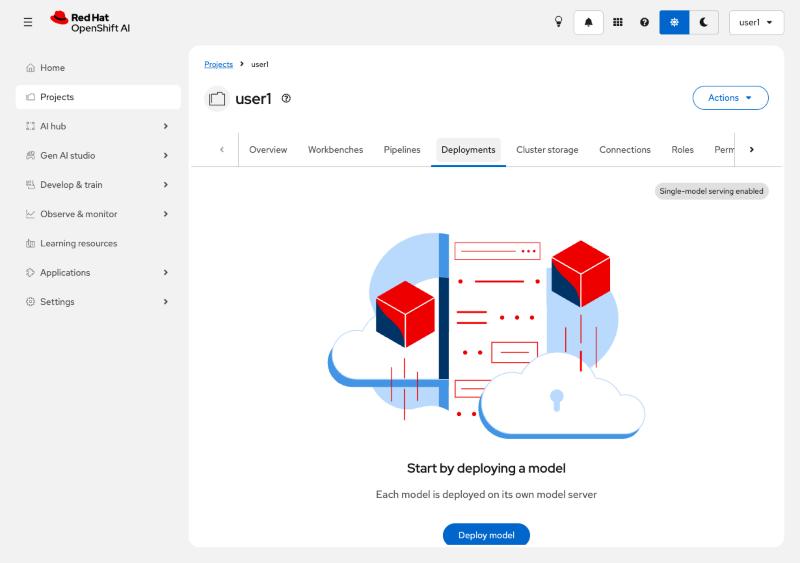 Red Hat
OpenShift AI
user1
Home
Projects
AI hub
Gen AI studio
Develop & train
Observe & monitor
Learning resources
Applications
Settings
Projects > user1
user1
Actions
Overview Workbenches Pipelines Deployments Cluster storage Connections Roles Perm
Single-model serving enabled
Start by deploying a model
Each model is deployed on its own model server
Deploy model